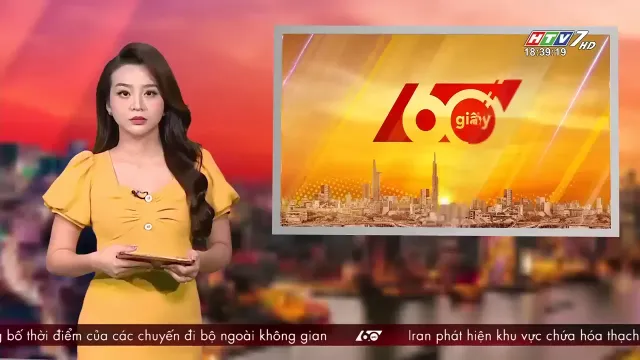 HTV7 HD
18:39:19
60 giây
g bố thời điểm của các chuyến đi bộ ngoài không gian 60 Iran phát hiện khu vực chứa hóa thạch